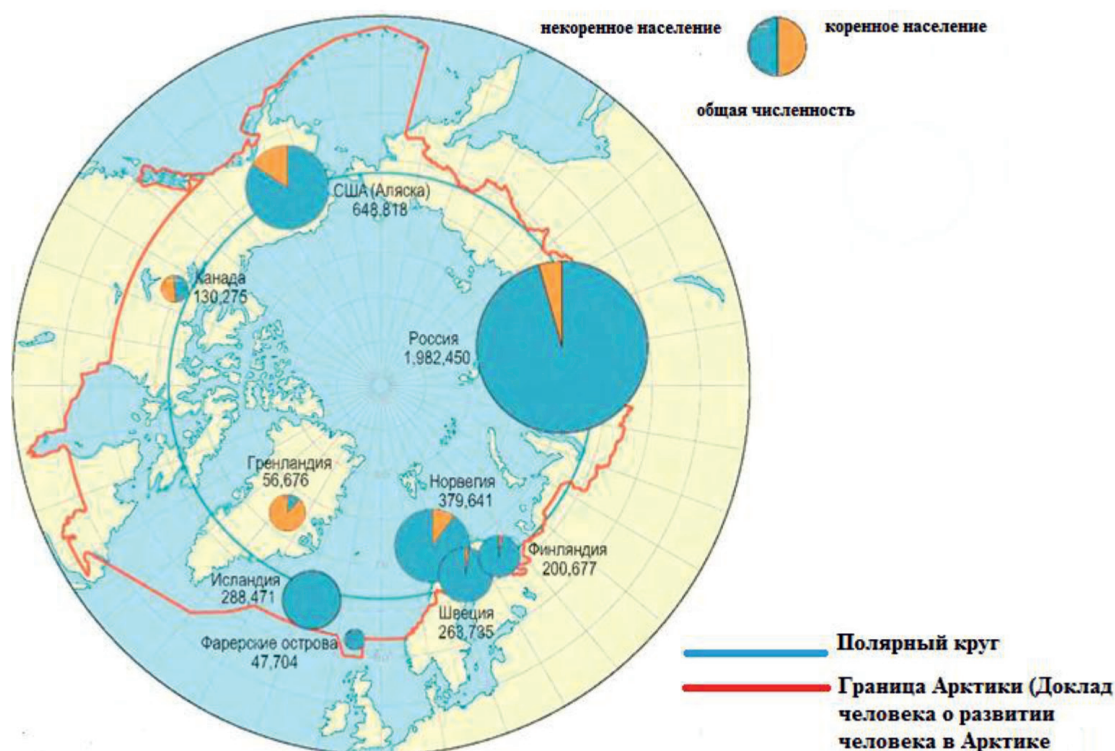 некоренное население
коренное население
общая численность
США (Аляска)
648,818
Канада
130,275
Россия
1,982,450
Гренландия
56,676
Норвегия
379,641
Финляндия
200,677
Исландия
288,471
Швеция
263,735
Фарерские острова
47,704
Полярный круг
Граница Арктики (Доклад
человека о развитии
человека в Арктике